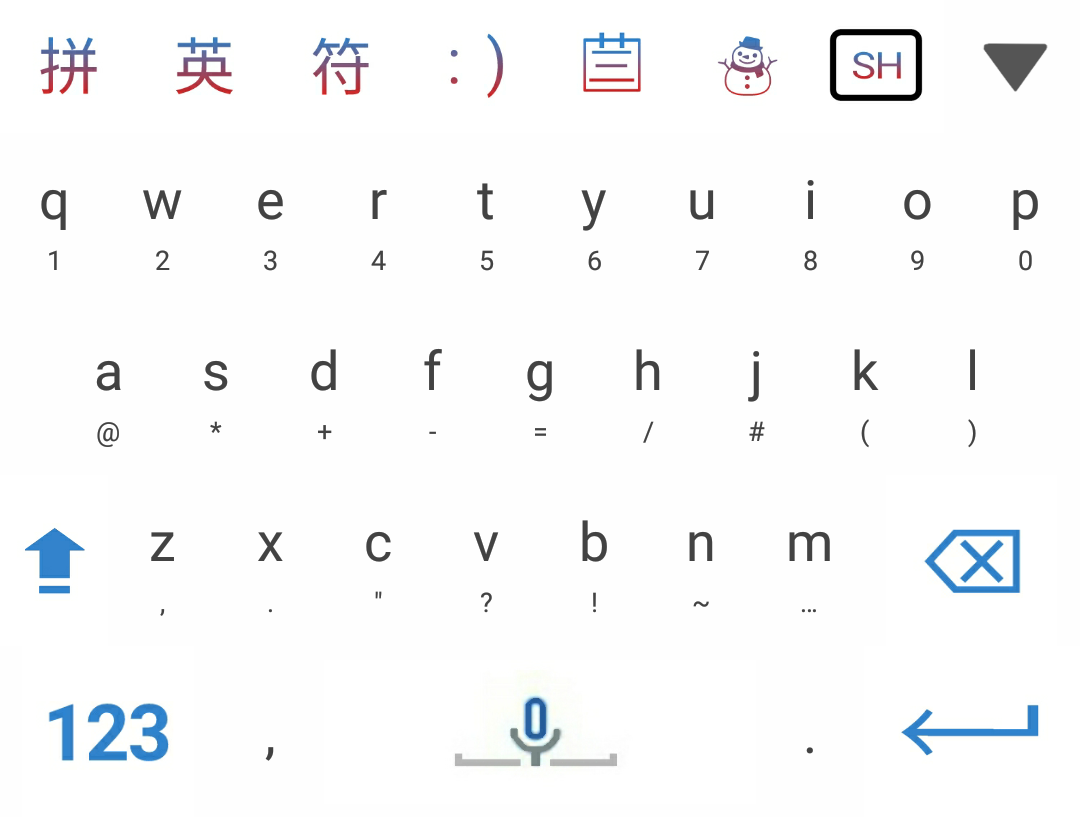 拼 英 符 :) SH
q w e r t y u i o p
1 2 3 4 5 6 7 8 9 0
a s d f g h j k l
@ * + - = / # ( )
z x c v b n m
, . " ? ! ~ ...
123 , .